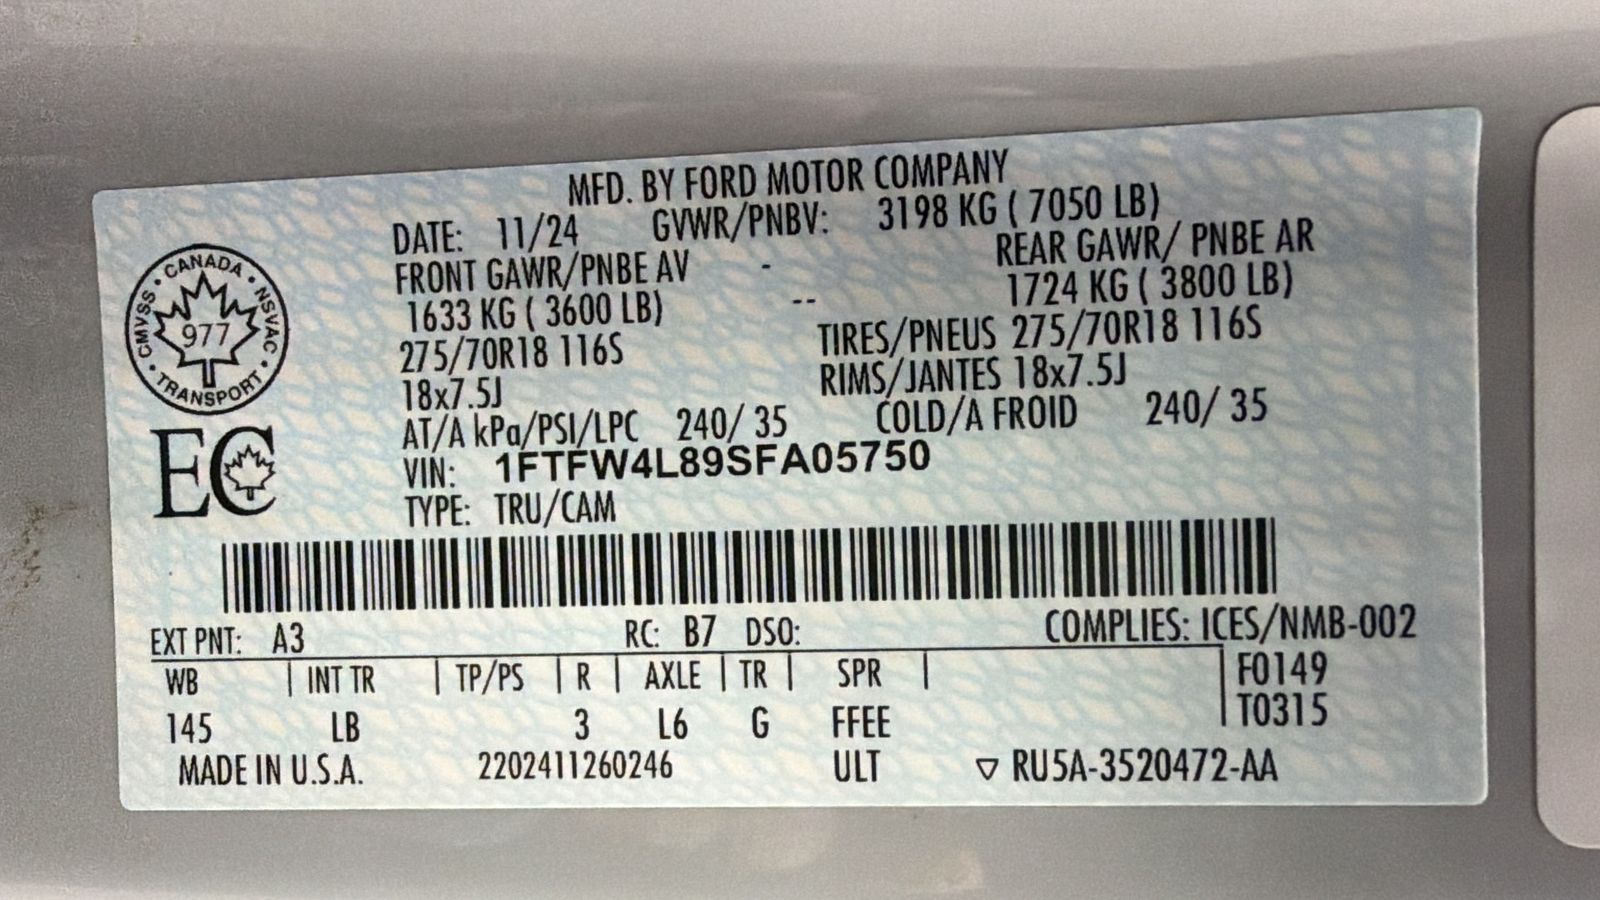 MFD. BY FORD MOTOR COMPANY
DATE: 11/24 GVWR/PNBV: 3198 KG ( 7050 LB)
FRONT GAWR/PNBE AV - REAR GAWR/ PNBE AR
1633 KG ( 3600 LB) -- 1724 KG ( 3800 LB)
275/70R18 116S TIRES/PNEUS 275/70R18 116S
18x7.5J RIMS/JANTES 18x7.5J
AT/A kPa/PSI/LPC 240/ 35 COLD/A FROID 240/ 35
VIN: 1FTFW4L89SFA05750
TYPE: TRU/CAM
CANADA · NSVAC · TRANSPORT · CMVSS ·
977
EC
EXT PNT: A3 RC: B7 DSO: COMPLIES: ICES/NMB-002
WB | INT TR | TP/PS | R | AXLE | TR | SPR | F0149
145 LB 3 L6 G FFEE T0315
MADE IN U.S.A. 2202411260246 ULT ▽ RU5A-3520472-AA